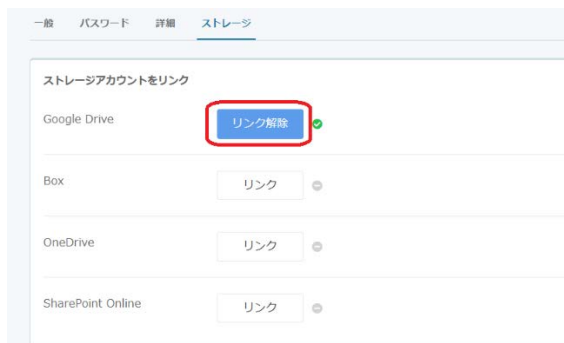 一般 パスワード 詳細 ストレージ
ストレージアカウントをリンク
Google Drive リンク解除
Box リンク
OneDrive リンク
SharePoint Online リンク